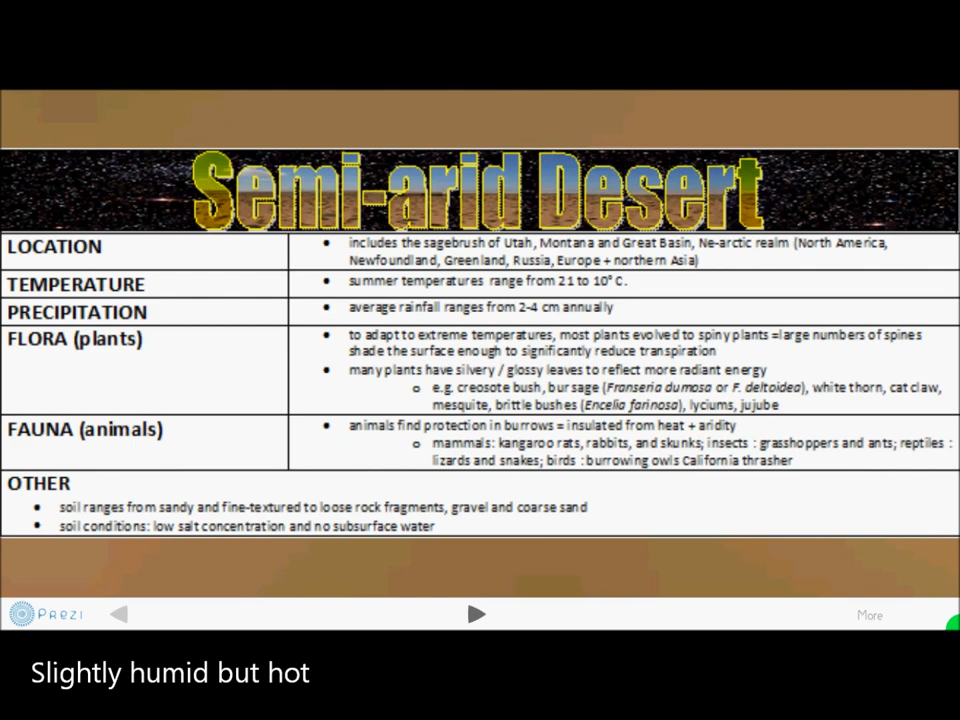 Semi-arid Desert
LOCATION
• includes the sagebrush of Utah, Montana and Great Basin, Ne-arctic realm (North America,
Newfoundland, Greenland, Russia, Europe + northern Asia)
TEMPERATURE
• summer temperatures range from 21 to 10° C.
PRECIPITATION
• average rainfall ranges from 2-4 cm annually
FLORA (plants)
• to adapt to extreme temperatures, most plants evolved to spiny plants =large numbers of spines
shade the surface enough to significantly reduce transpiration
• many plants have silvery / glossy leaves to reflect more radiant energy
o e.g. creosote bush, bur sage (Franseria dumosa or F. deltoidea), white thorn, cat claw,
mesquite, brittle bushes (Encelia farinosa), lyciums, jujube
FAUNA (animals)
• animals find protection in burrows = insulated from heat + aridity
o mammals: kangaroo rats, rabbits, and skunks; insects : grasshoppers and ants; reptiles :
lizards and snakes; birds : burrowing owls California thrasher
OTHER
• soil ranges from sandy and fine-textured to loose rock fragments, gravel and coarse sand
• soil conditions: low salt concentration and no subsurface water
PREZI
More
Slightly humid but hot